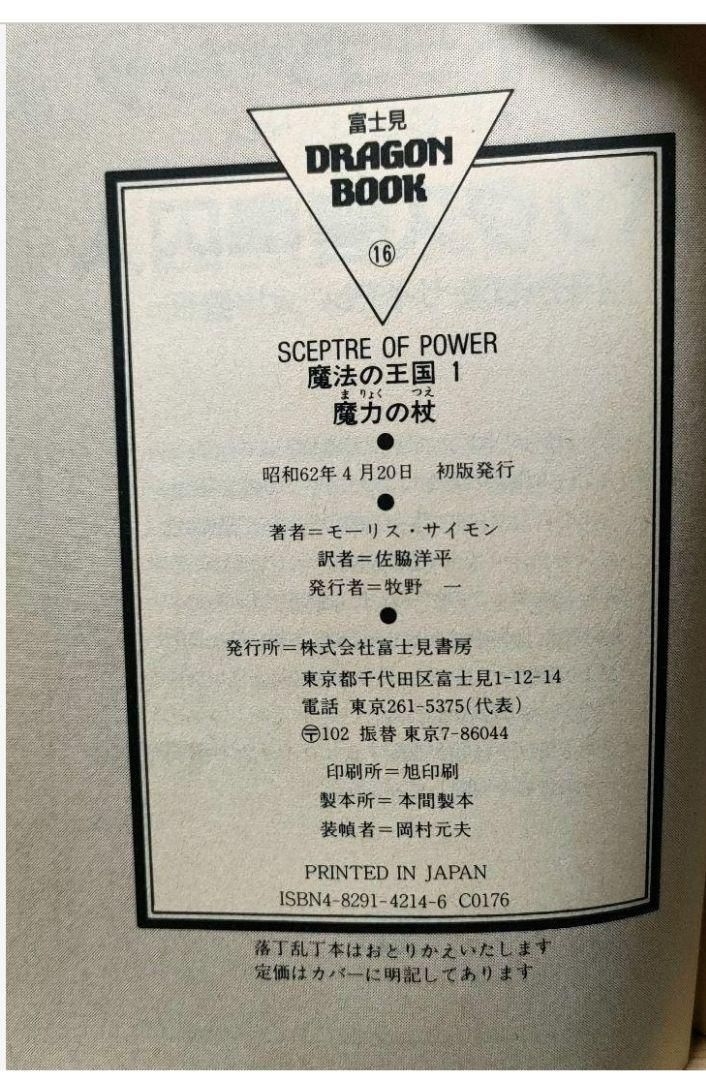 富士見
DRAGON
BOOK
⑯
SCEPTRE OF POWER
魔法の王国 1
まりょく つえ
魔力の杖
●
昭和62年4月20日 初版発行
●
著者=モーリス・サイモン
訳者=佐脇洋平
発行者=牧野 一
●
発行所=株式会社富士見書房
東京都千代田区富士見1-12-14
電話 東京261-5375(代表)
〶102 振替 東京7-86044
印刷所=旭印刷
製本所=本間製本
装幀者=岡村元夫
PRINTED IN JAPAN
ISBN4-8291-4214-6 C0176
落丁乱丁本はおとりかえいたします
定価はカバーに明記してあります